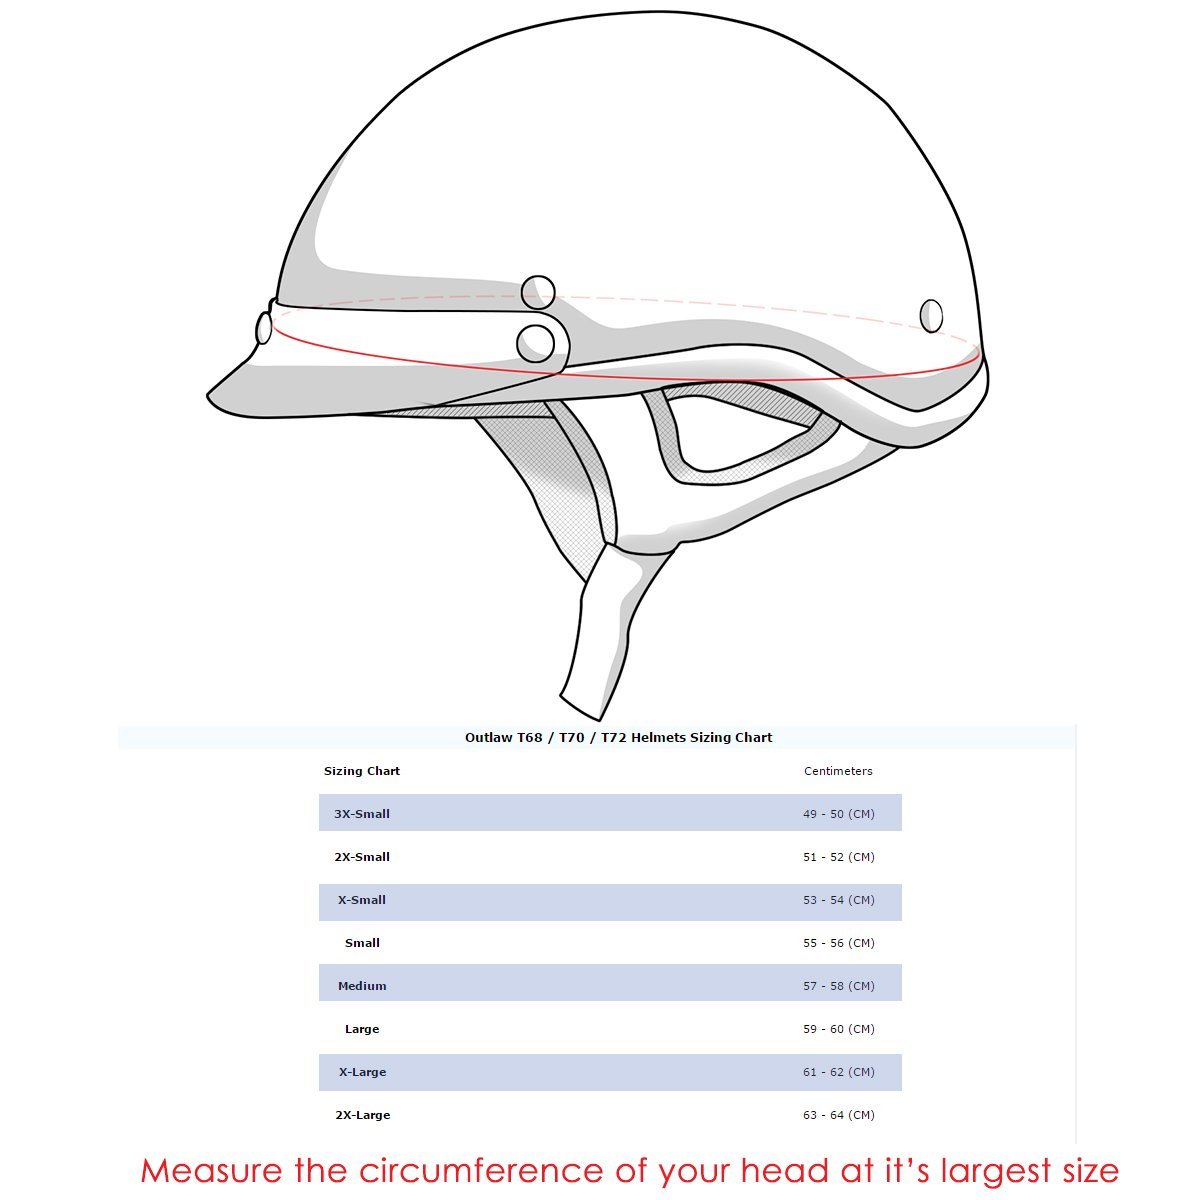 Outlaw T68 / T70 / T72 Helmets Sizing Chart
Sizing Chart Centimeters
3X-Small 49 - 50 (CM)
2X-Small 51 - 52 (CM)
X-Small 53 - 54 (CM)
Small 55 - 56 (CM)
Medium 57 - 58 (CM)
Large 59 - 60 (CM)
X-Large 61 - 62 (CM)
2X-Large 63 - 64 (CM)
Measure the circumference of your head at it’s largest size